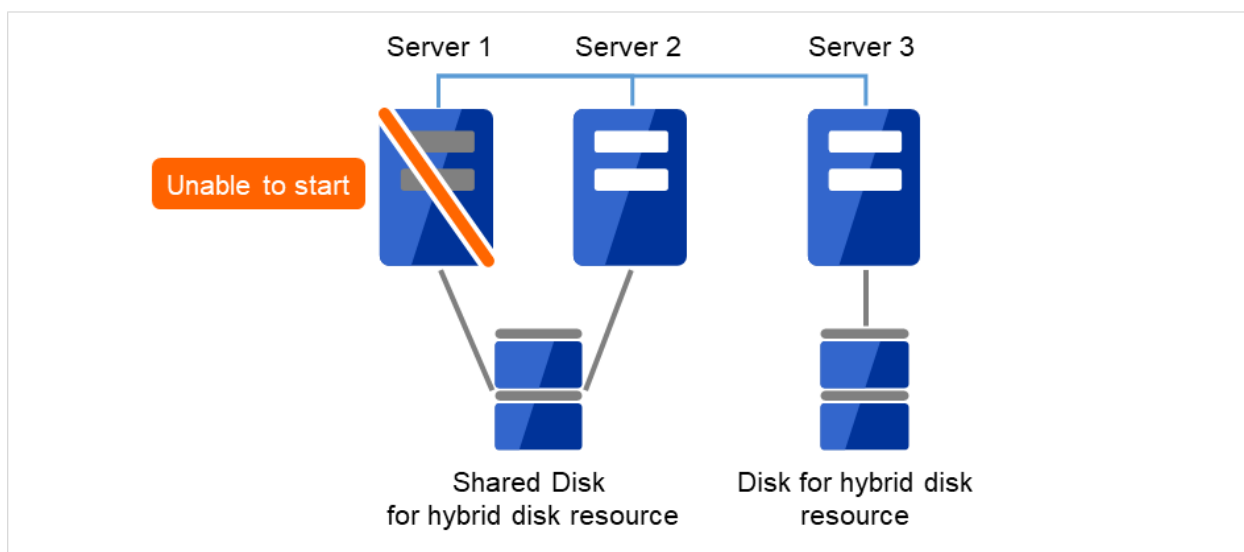 Server 1
Server 2
Server 3
Unable to start
Shared Disk
for hybrid disk resource
Disk for hybrid disk
resource